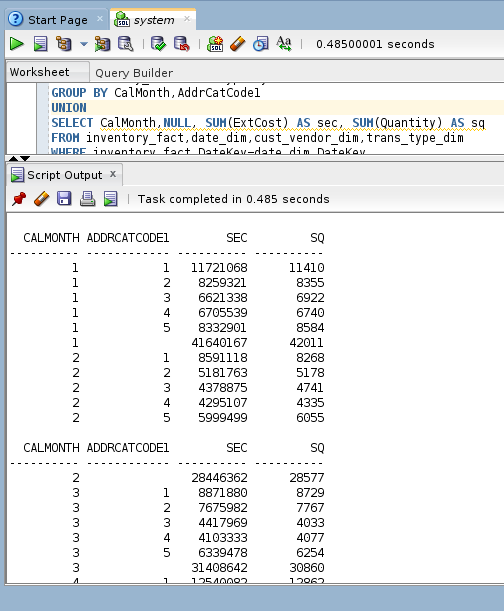 Start Page
system
0.48500001 seconds
Worksheet Query Builder
GROUP BY CalMonth,AddrCatCode1
UNION
SELECT CalMonth,NULL, SUM(ExtCost) AS sec, SUM(Quantity) AS sq
FROM inventory_fact,date_dim,cust_vendor_dim,trans_type_dim
WHERE inventory_fact.DateKey=date_dim.DateKey
Script Output
Task completed in 0.485 seconds
CALMONTH ADDRCATCODE1 SEC SQ
---------- ------------ ---------- ----------
1 1 11721068 11410
1 2 8259321 8355
1 3 6621338 6922
1 4 6705539 6740
1 5 8332901 8584
1 41640167 42011
2 1 8591118 8268
2 2 5181763 5178
2 3 4378875 4741
2 4 4295107 4335
2 5 5999499 6055
CALMONTH ADDRCATCODE1 SEC SQ
---------- ------------ ---------- ----------
2 28446362 28577
3 1 8871880 8729
3 2 7675982 7767
3 3 4417969 4033
3 4 4103333 4077
3 5 6339478 6254
3 31408642 30860
4 1 12540082 12862